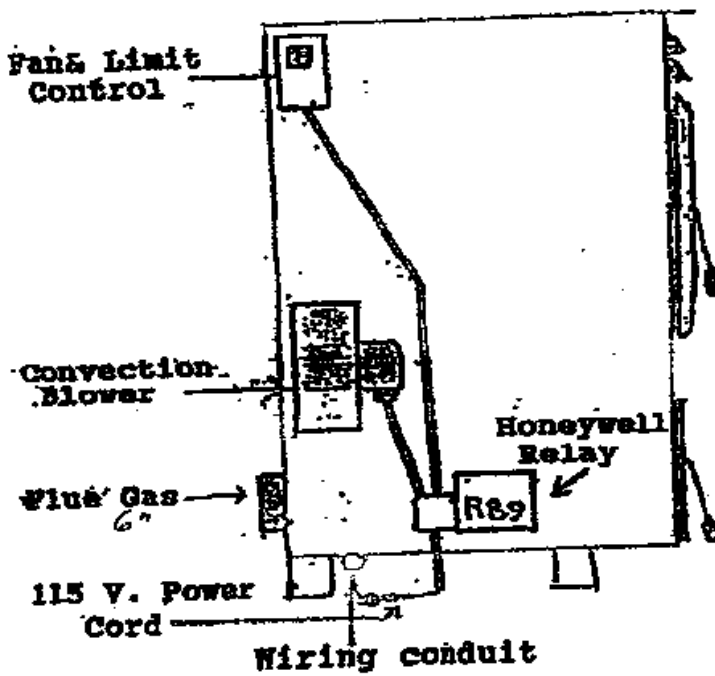 Fan& Limit
Control
Convection
Blower
Honeywell
Relay
R89
Flue Gas
6"
115 V. Power
Cord
Wiring conduit